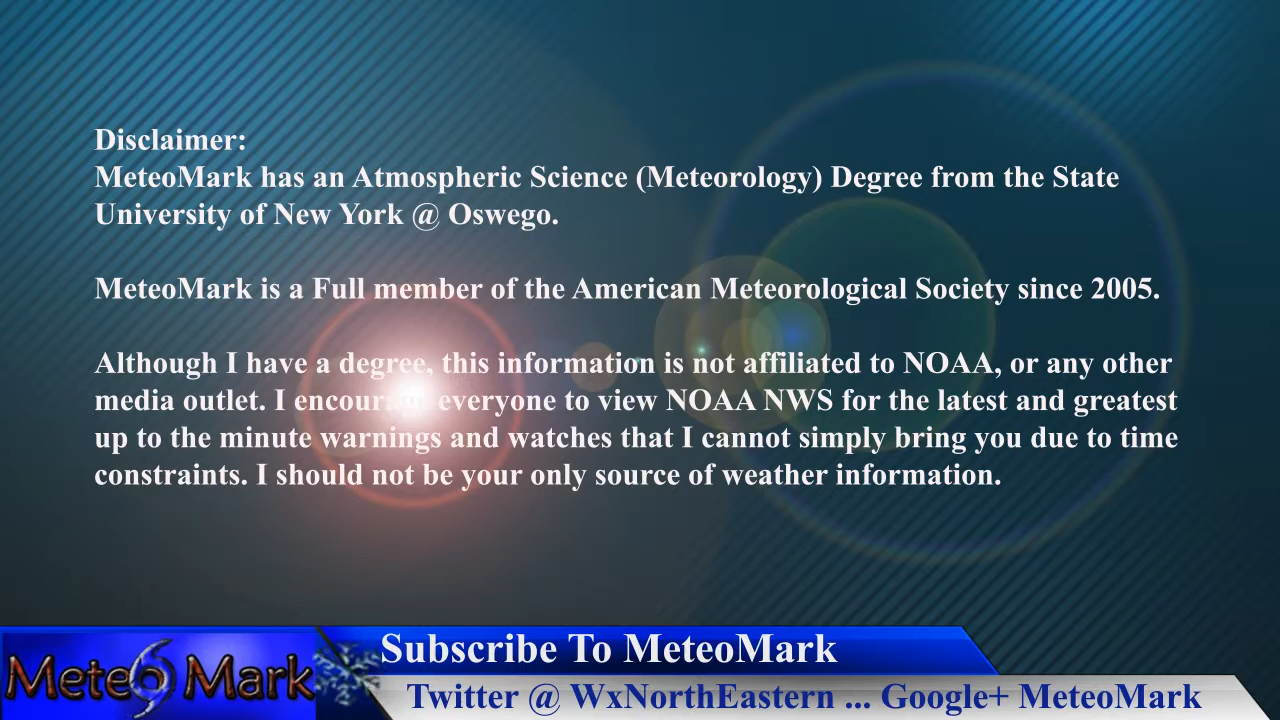 Disclaimer:
MeteoMark has an Atmospheric Science (Meteorology) Degree from the State
University of New York @ Oswego.
MeteoMark is a Full member of the American Meteorological Society since 2005.
Although I have a degree, this information is not affiliated to NOAA, or any other
media outlet. I encourage everyone to view NOAA NWS for the latest and greatest
up to the minute warnings and watches that I cannot simply bring you due to time
constraints. I should not be your only source of weather information.
Subscribe To MeteoMark
Meteo Mark
Twitter @ WxNorthEastern ... Google+ MeteoMark